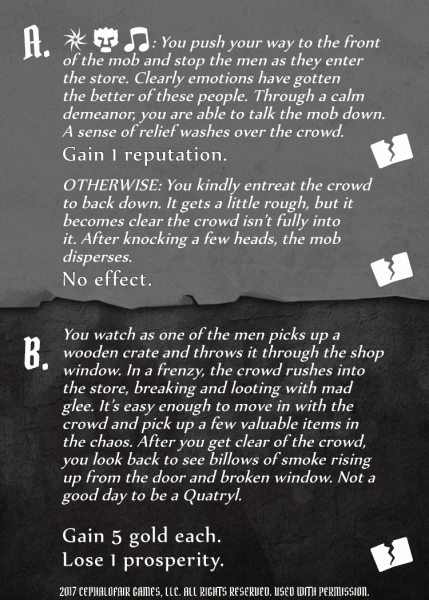 A. : You push your way to the front
of the mob and stop the men as they enter
the store. Clearly emotions have gotten
the better of these people. Through a calm
demeanor, you are able to talk the mob down.
A sense of relief washes over the crowd.
Gain 1 reputation.
OTHERWISE: You kindly entreat the crowd
to back down. It gets a little rough, but it
becomes clear the crowd isn't fully into
it. After knocking a few heads, the mob
disperses.
No effect.
B. You watch as one of the men picks up a
wooden crate and throws it through the shop
window. In a frenzy, the crowd rushes into
the store, breaking and looting with mad
glee. It's easy enough to move in with the
crowd and pick up a few valuable items in
the chaos. After you get clear of the crowd,
you look back to see billows of smoke rising
up from the door and broken window. Not a
good day to be a Quatryl.
Gain 5 gold each.
Lose 1 prosperity.
2017 CEPHALOFAIR GAMES, LLC. ALL RIGHTS RESERVED. USED WITH PERMISSION.